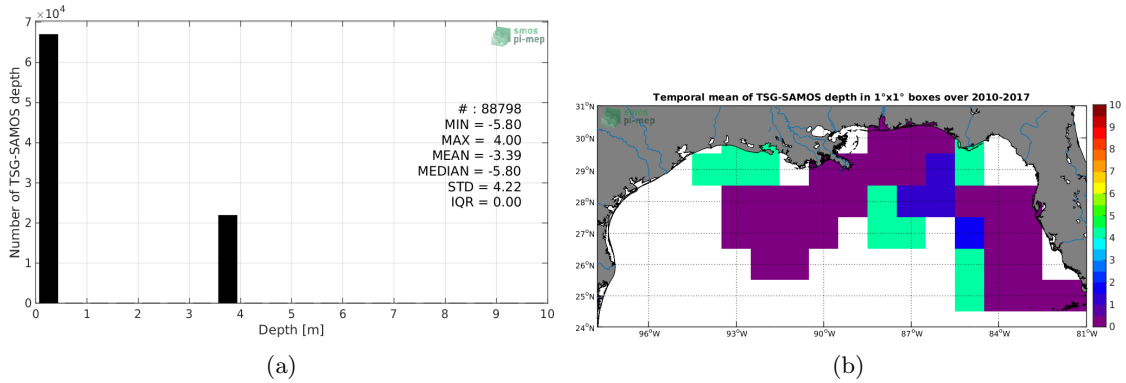 7 ×10⁴
6
5
4
3
2
1
0
Number of TSG-SAMOS depth
smos
pi-mep
# : 88798
MIN = -5.80
MAX = 4.00
MEAN = -3.39
MEDIAN = -5.80
STD = 4.22
IQR = 0.00
0 1 2 3 4 5 6 7 8 9 10
Depth [m]
(a)
Temporal mean of TSG-SAMOS depth in 1°x1° boxes over 2010-2017
smos
pi-mep
31°N
30°N
29°N
28°N
27°N
26°N
25°N
24°N
96°W 93°W 90°W 87°W 84°W 81°W
10
9
8
7
6
5
4
3
2
1
0
(b)